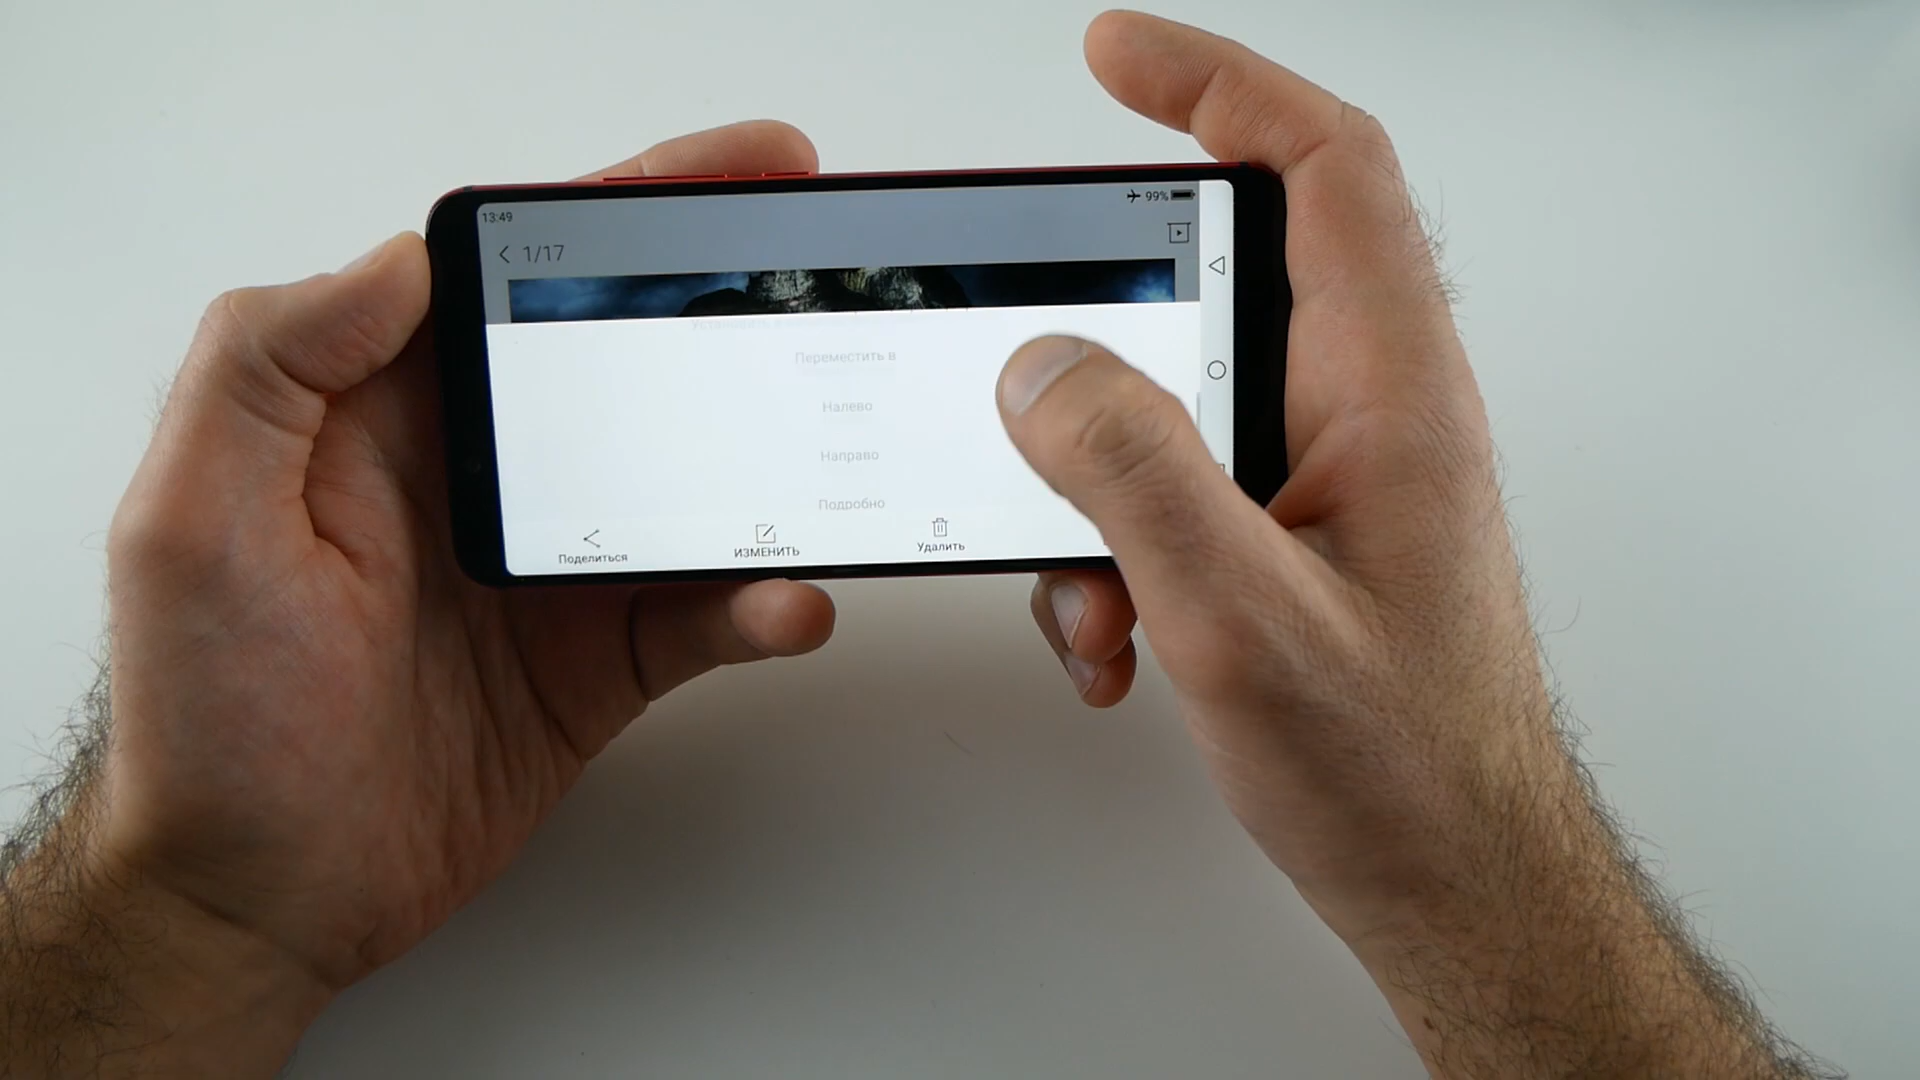 13:49
99%
1/17
Переместить в
Налево
Направо
Подробно
Поделиться
ИЗМЕНИТЬ
Удалить